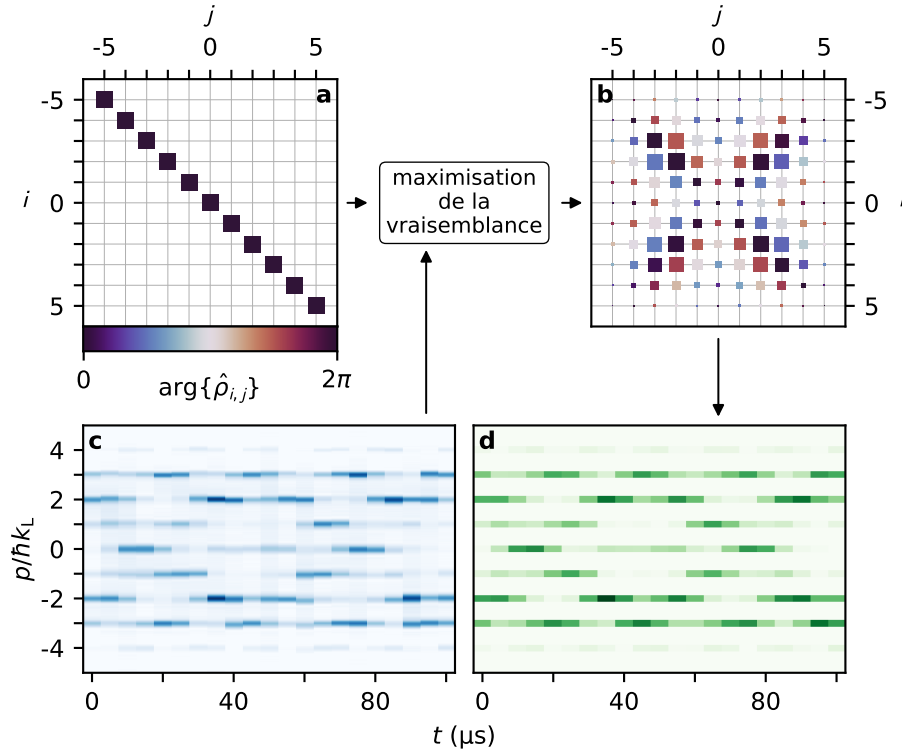 j
j
-5 0 5
-5 0 5
a
b
-5
0
5
i
-5
0
5
maximisation
de la
vraisemblance
0
2π
arg{ρ̂i,j}
c
d
4
2
0
-2
-4
p/ħkL
0 40 80
0 40 80
t (µs)